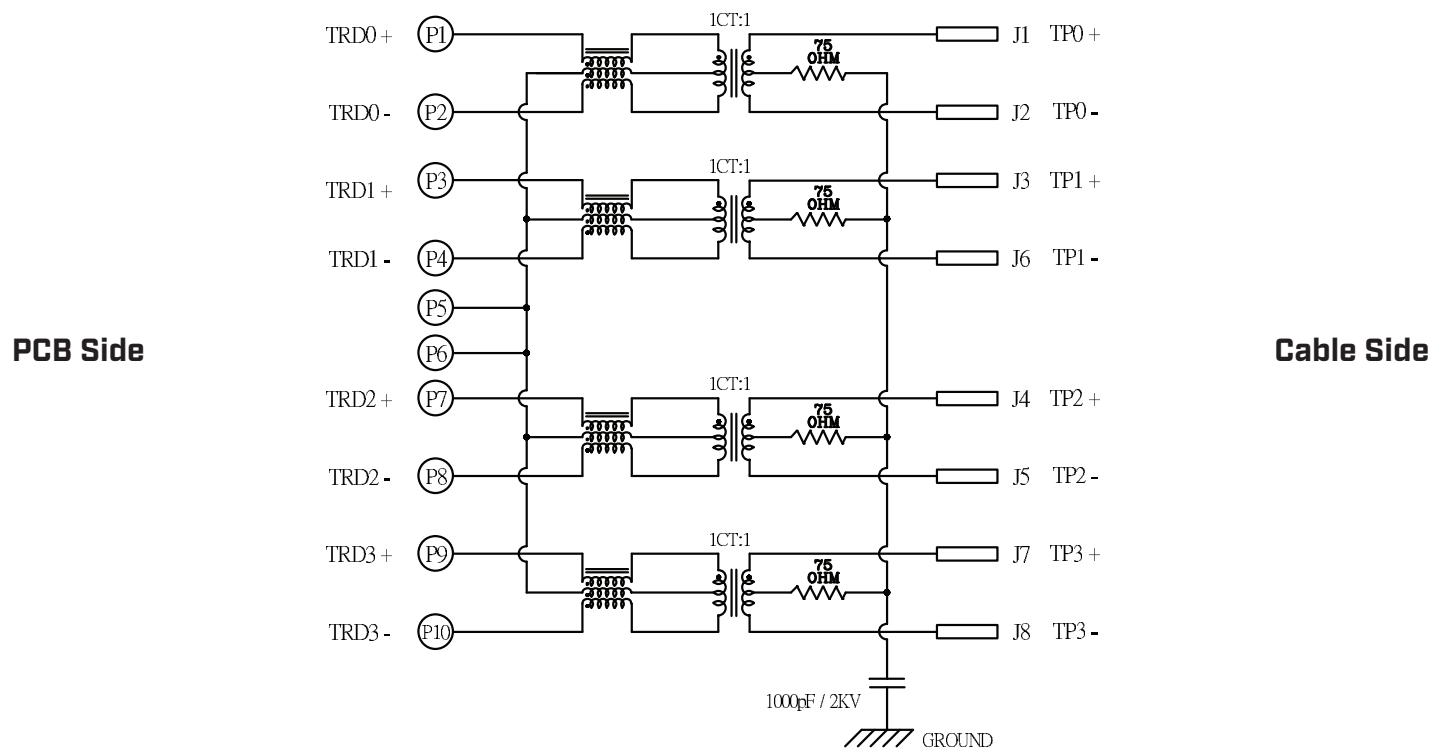 1CT:1
TRD0 + P1 75 OHM J1 TP0 +
TRD0 - P2 J2 TP0 -
1CT:1
TRD1 + P3 75 OHM J3 TP1 +
TRD1 - P4 J6 TP1 -
P5
PCB Side P6 Cable Side
1CT:1
TRD2 + P7 75 OHM J4 TP2 +
TRD2 - P8 J5 TP2 -
1CT:1
TRD3 + P9 75 OHM J7 TP3 +
TRD3 - P10 J8 TP3 -
1000pF / 2KV
GROUND